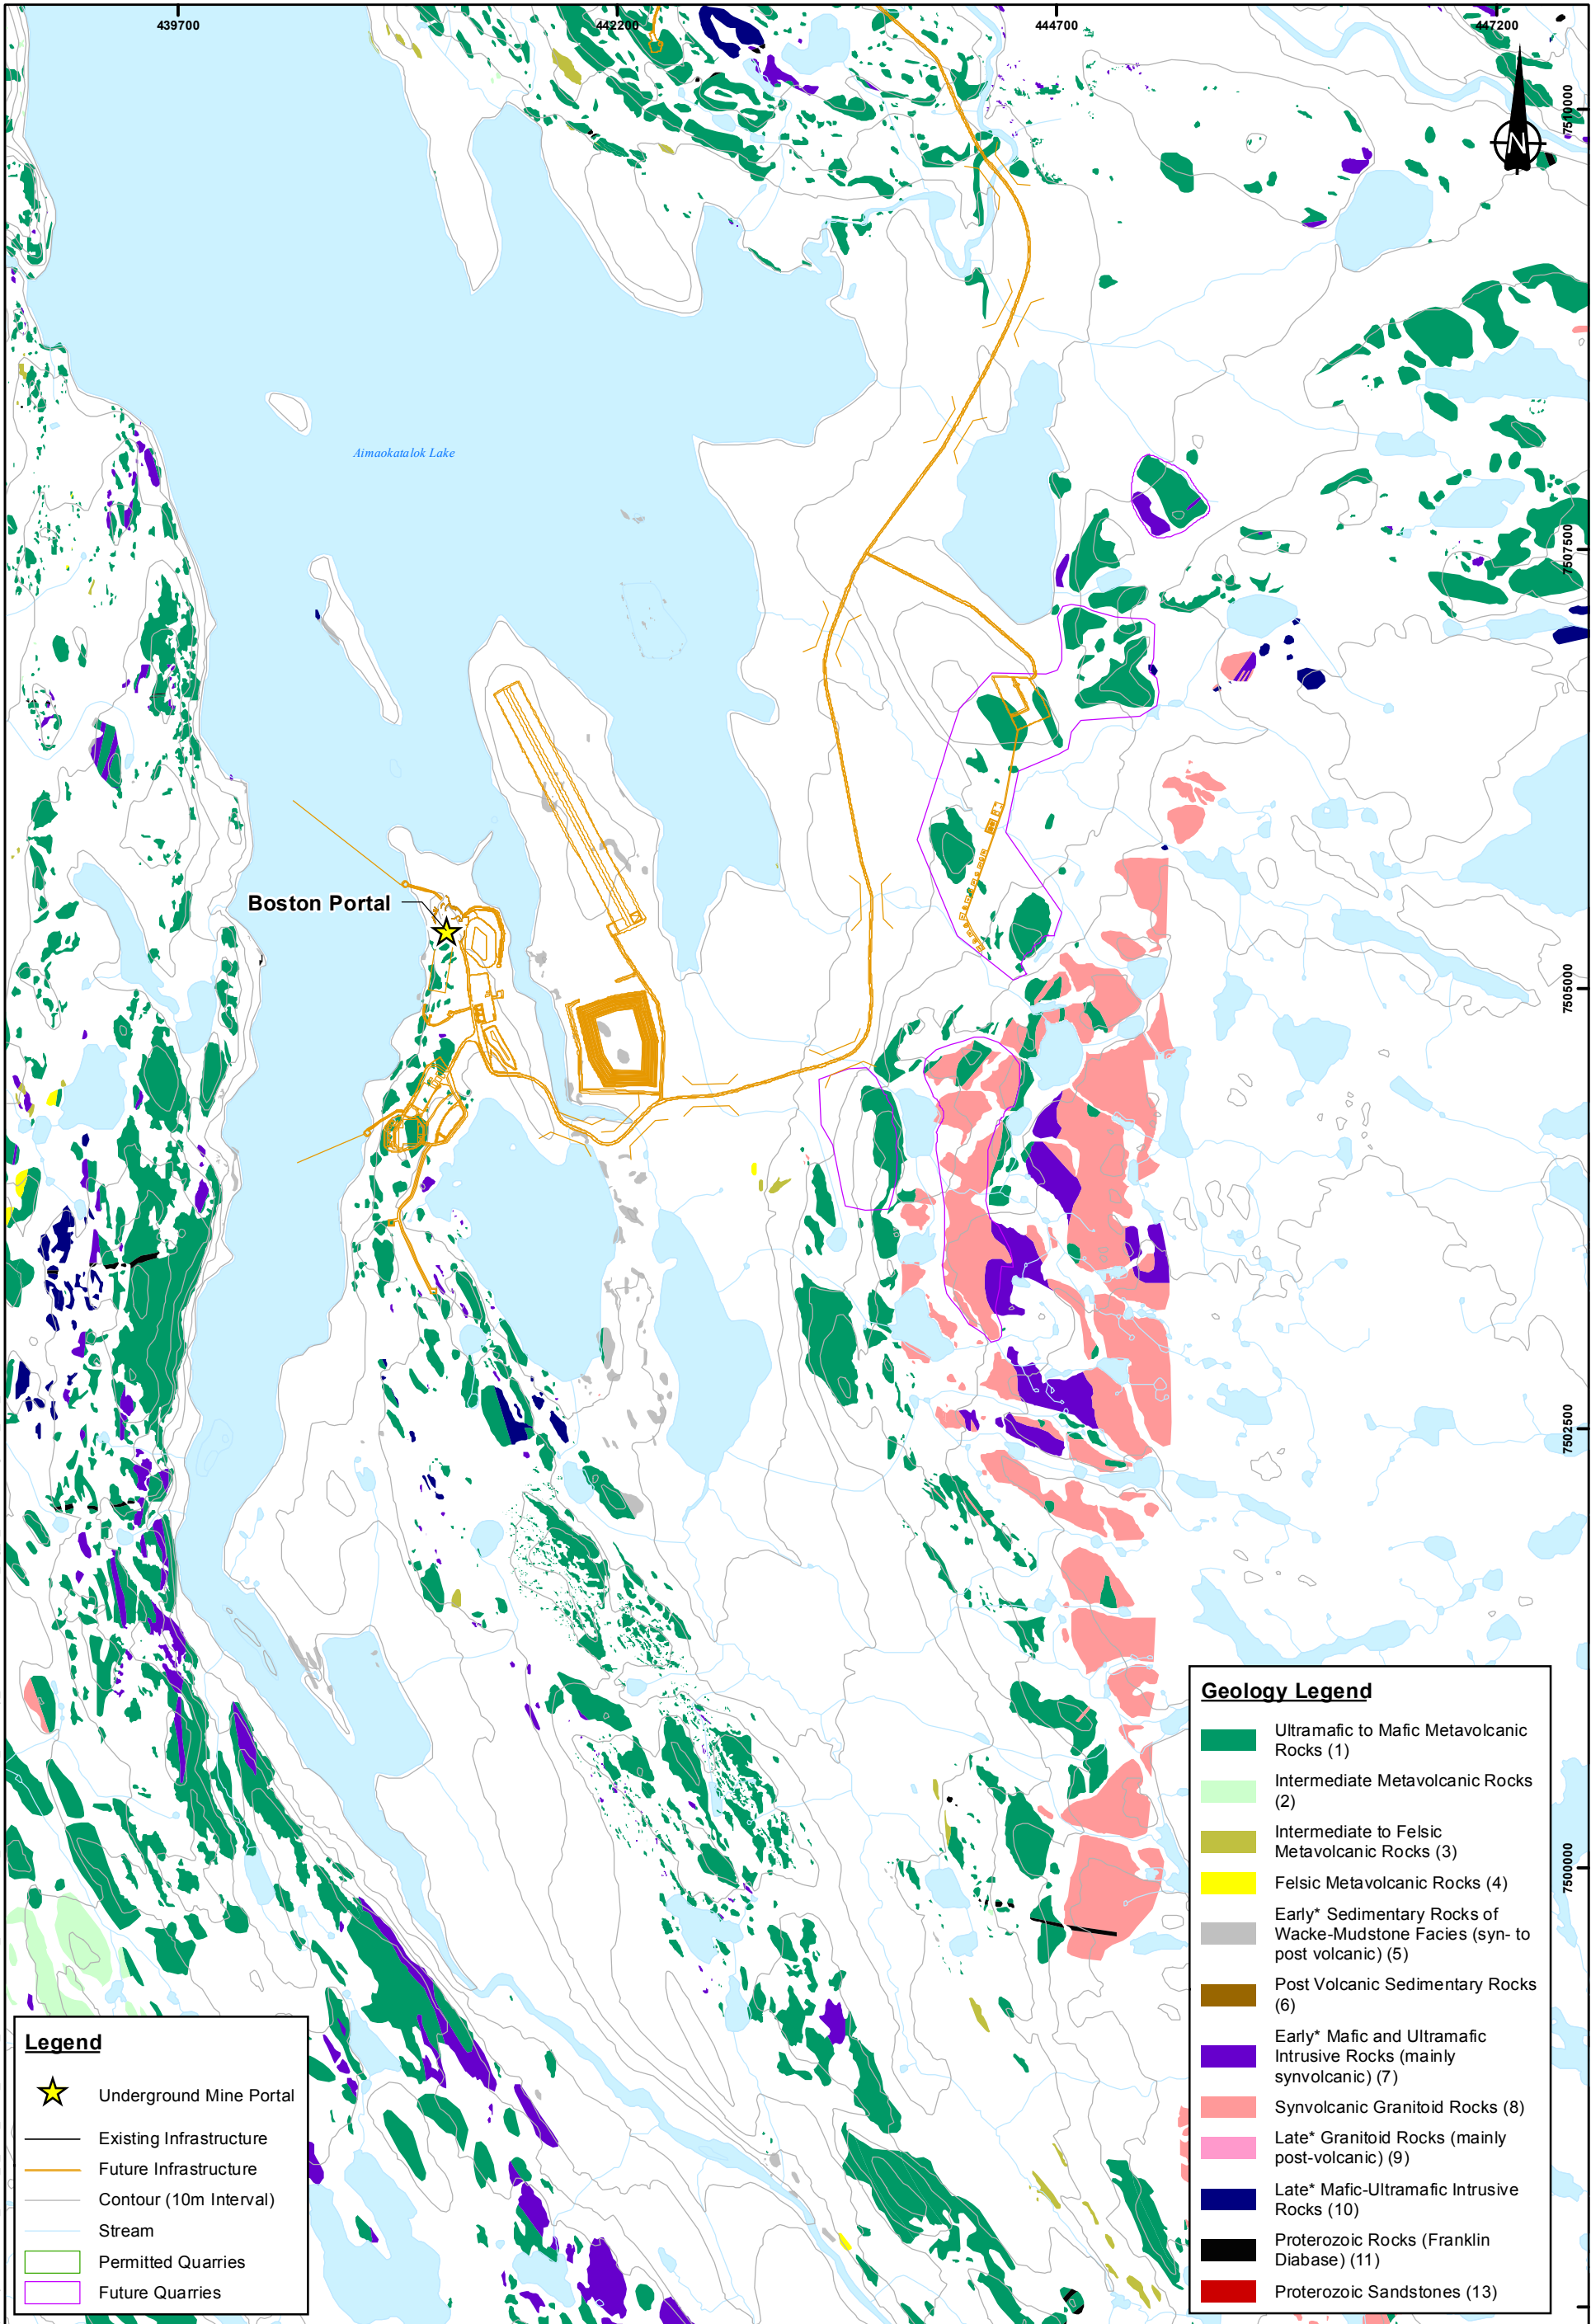 439700
442200
444700
447200
7510000
N
Aimaokatalok Lake
7507500
Boston Portal
7505000
7502500
7500000
Legend
Underground Mine Portal
Existing Infrastructure
Future Infrastructure
Contour (10m Interval)
Stream
Permitted Quarries
Future Quarries
Geology Legend
Ultramafic to Mafic Metavolcanic
Rocks (1)
Intermediate Metavolcanic Rocks
(2)
Intermediate to Felsic
Metavolcanic Rocks (3)
Felsic Metavolcanic Rocks (4)
Early* Sedimentary Rocks of
Wacke-Mudstone Facies (syn- to
post volcanic) (5)
Post Volcanic Sedimentary Rocks
(6)
Early* Mafic and Ultramafic
Intrusive Rocks (mainly
synvolcanic) (7)
Synvolcanic Granitoid Rocks (8)
Late* Granitoid Rocks (mainly
post-volcanic) (9)
Late* Mafic-Ultramafic Intrusive
Rocks (10)
Proterozoic Rocks (Franklin
Diabase) (11)
Proterozoic Sandstones (13)